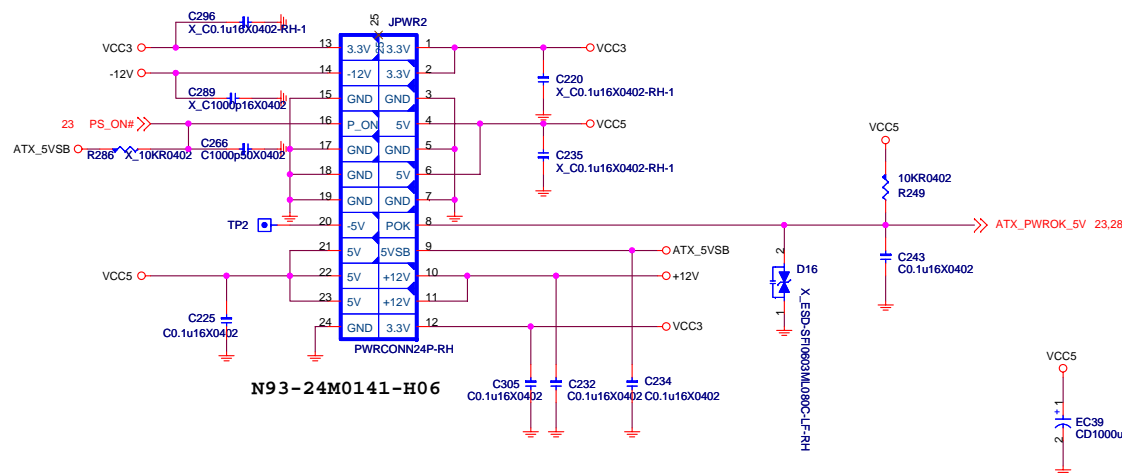 C296
X_C0.1u16X0402-RH-1
25
25
JPWR2
VCC3
13
3.3V
3.3V
1
VCC3
-12V
14
-12V
3.3V
2
C289
X_C1000p16X0402
15
GND
GND
3
C220
X_C0.1u16X0402-RH-1
23 PS_ON#
16
P_ON
5V
4
VCC5
ATX_5VSB
R286
X_10KR0402
C266
C1000p50X0402
17
GND
GND
5
C235
X_C0.1u16X0402-RH-1
18
GND
5V
6
19
GND
GND
7
VCC5
10KR0402
R249
TP2
20
-5V
POK
8
ATX_PWROK_5V 23,28
21
5V
5VSB
9
ATX_5VSB
VCC5
22
5V
+12V
10
+12V
23
5V
+12V
11
C225
C0.1u16X0402
24
GND
3.3V
12
VCC3
PWRCONN24P-RH
N93-24M0141-H06
2
D16
1
X_ESD-SFI0603ML080C-LF-RH
C243
C0.1u16X0402
C305
C0.1u16X0402
C232
C0.1u16X0402
C234
C0.1u16X0402
VCC5
1
+
EC39
CD1000u
2